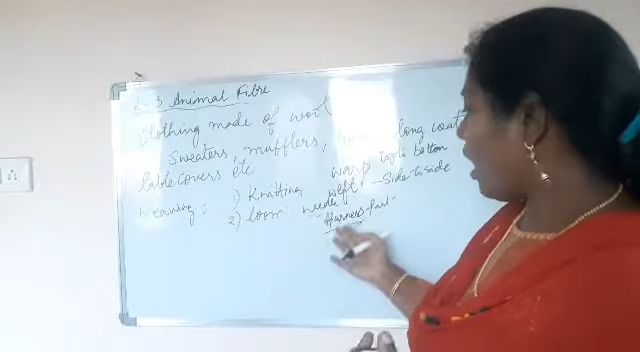 L-3 Animal Fibre
Clothing made of wool
Sweaters, mufflers, long coat
Table covers etc
warp top to bottom
Weaving : 1) Knitting weft - Side to side
2) loom needle
"Harness-part"